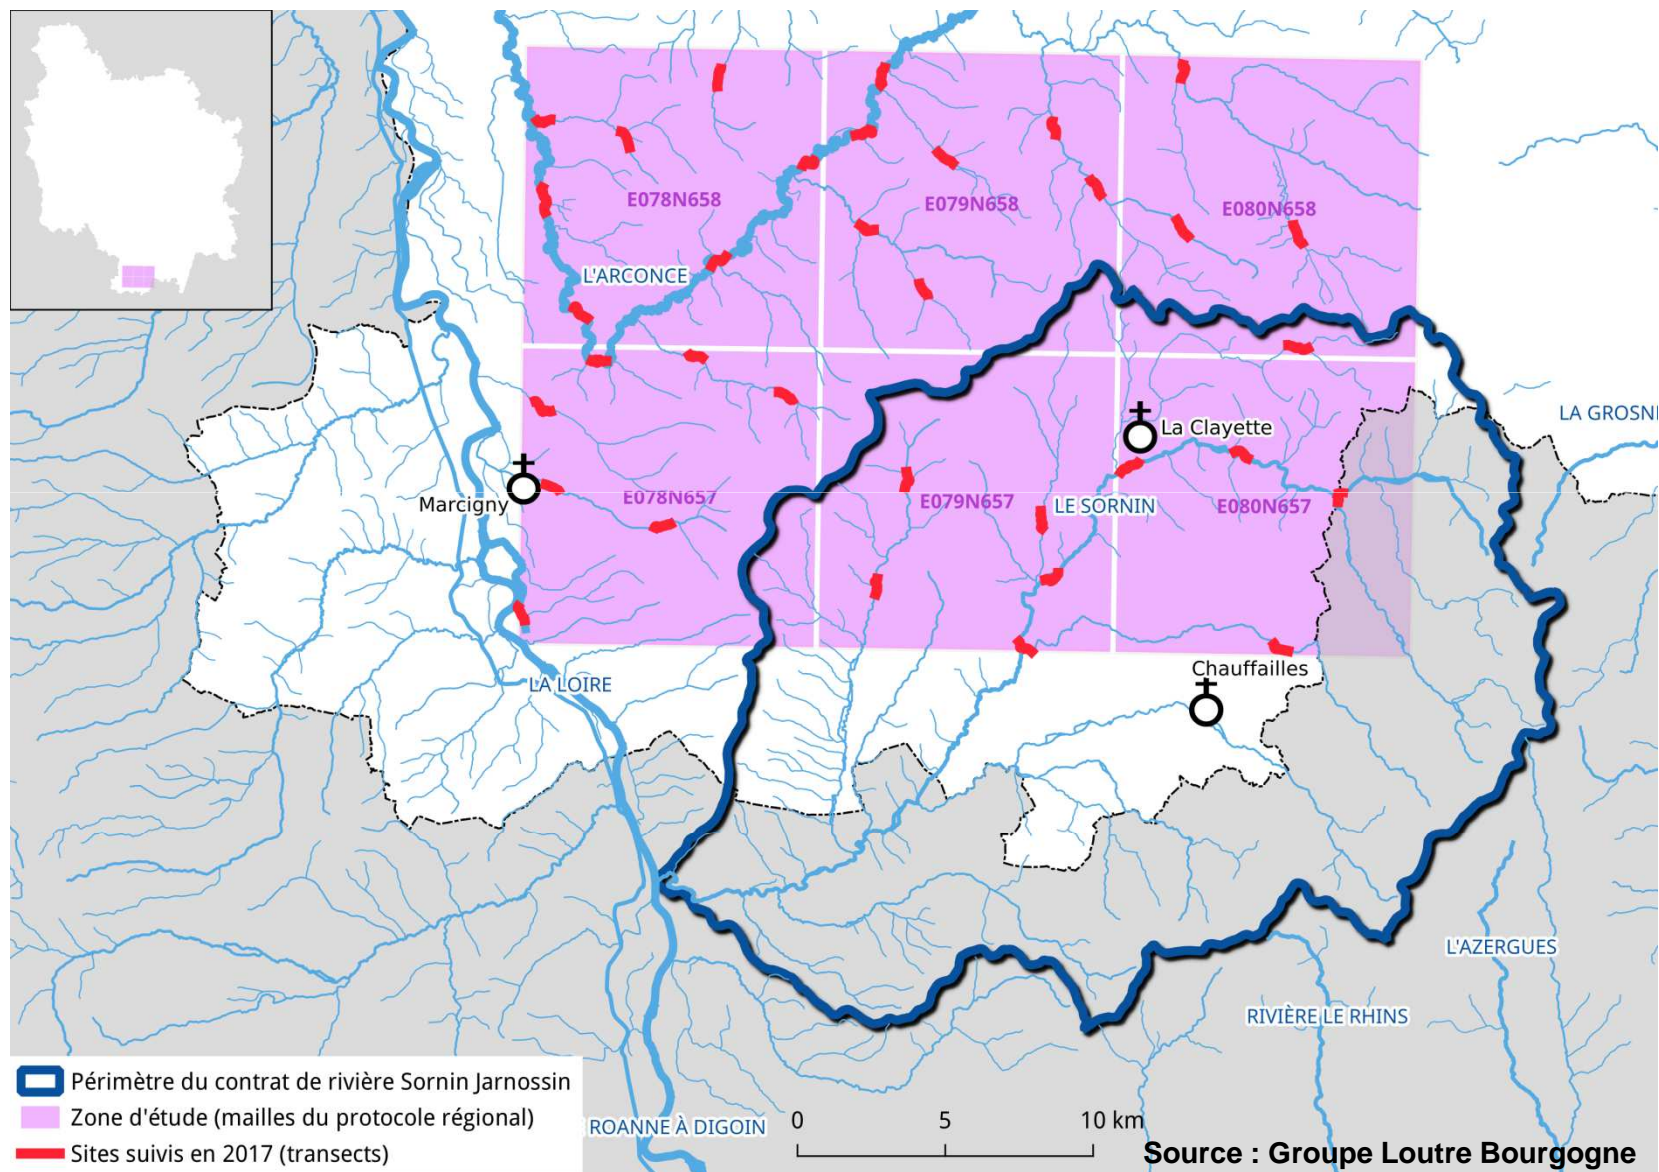 E078N658
E079N658
E080N658
L'ARCONCE
LA GROSN
La Clayette
Marcigny
E078N657
E079N657
LE SORNIN
E080N657
Chauffailles
LA LOIRE
L'AZERGUES
RIVIÈRE LE RHINS
Périmètre du contrat de rivière Sornin Jarnossin
Zone d'étude (mailles du protocole régional)
Sites suivis en 2017 (transects)
ROANNE À DIGOIN
0 5 10 km
Source : Groupe Loutre Bourgogne